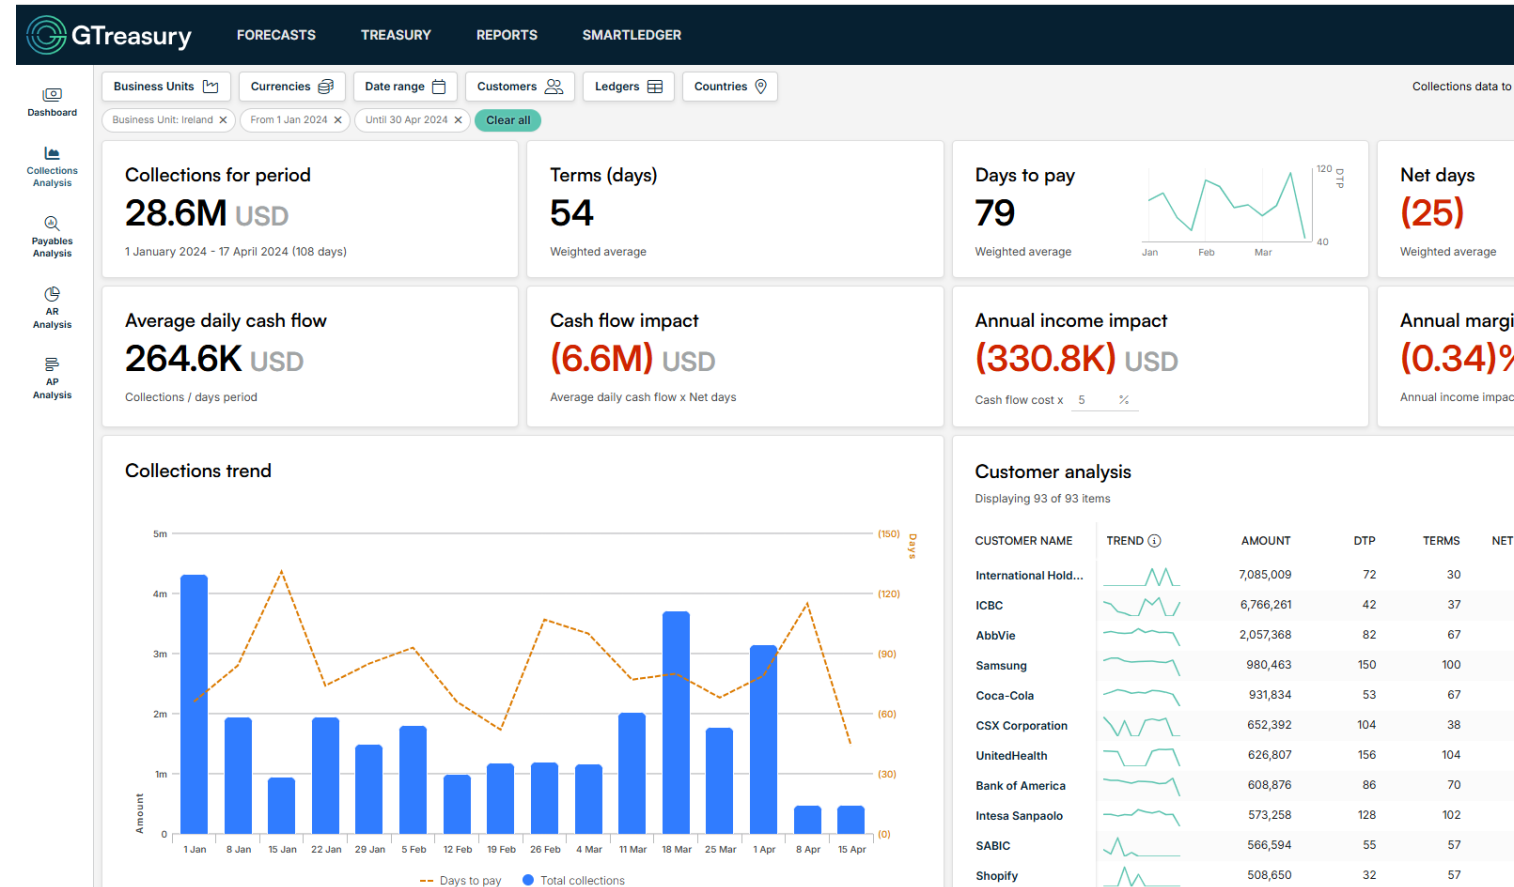 GTreasury FORECASTS TREASURY REPORTS SMARTLEDGER
Dashboard
Collections
Analysis
Payables
Analysis
AR
Analysis
AP
Analysis
Business Units Currencies Date range Customers Ledgers Countries Collections data to
Business Unit: Ireland × From 1 Jan 2024 × Until 30 Apr 2024 × Clear all
Collections for period
28.6M USD
1 January 2024 - 17 April 2024 (108 days)
Terms (days)
54
Weighted average
Days to pay
79
Weighted average
120
DTP
40
Jan Feb Mar
Net days
(25)
Weighted average
Average daily cash flow
264.6K USD
Collections / days period
Cash flow impact
(6.6M) USD
Average daily cash flow x Net days
Annual income impact
(330.8K) USD
Cash flow cost x 5 %
Annual margi
(0.34)%
Annual income impac
Collections trend
5m (150)
Days
4m (120)
3m (90)
2m (60)
1m (30)
Amount
0 (0)
1 Jan 8 Jan 15 Jan 22 Jan 29 Jan 5 Feb 12 Feb 19 Feb 26 Feb 4 Mar 11 Mar 18 Mar 25 Mar 1 Apr 8 Apr 15 Apr
Days to pay Total collections
Customer analysis
Displaying 93 of 93 items
CUSTOMER NAME TREND AMOUNT DTP TERMS NET
International Hold... 7,085,009 72 30
ICBC 6,766,261 42 37
AbbVie 2,057,368 82 67
Samsung 980,463 150 100
Coca-Cola 931,834 53 67
CSX Corporation 652,392 104 38
UnitedHealth 626,807 156 104
Bank of America 608,876 86 70
Intesa Sanpaolo 573,258 128 102
SABIC 566,594 55 57
Shopify 508,650 32 57